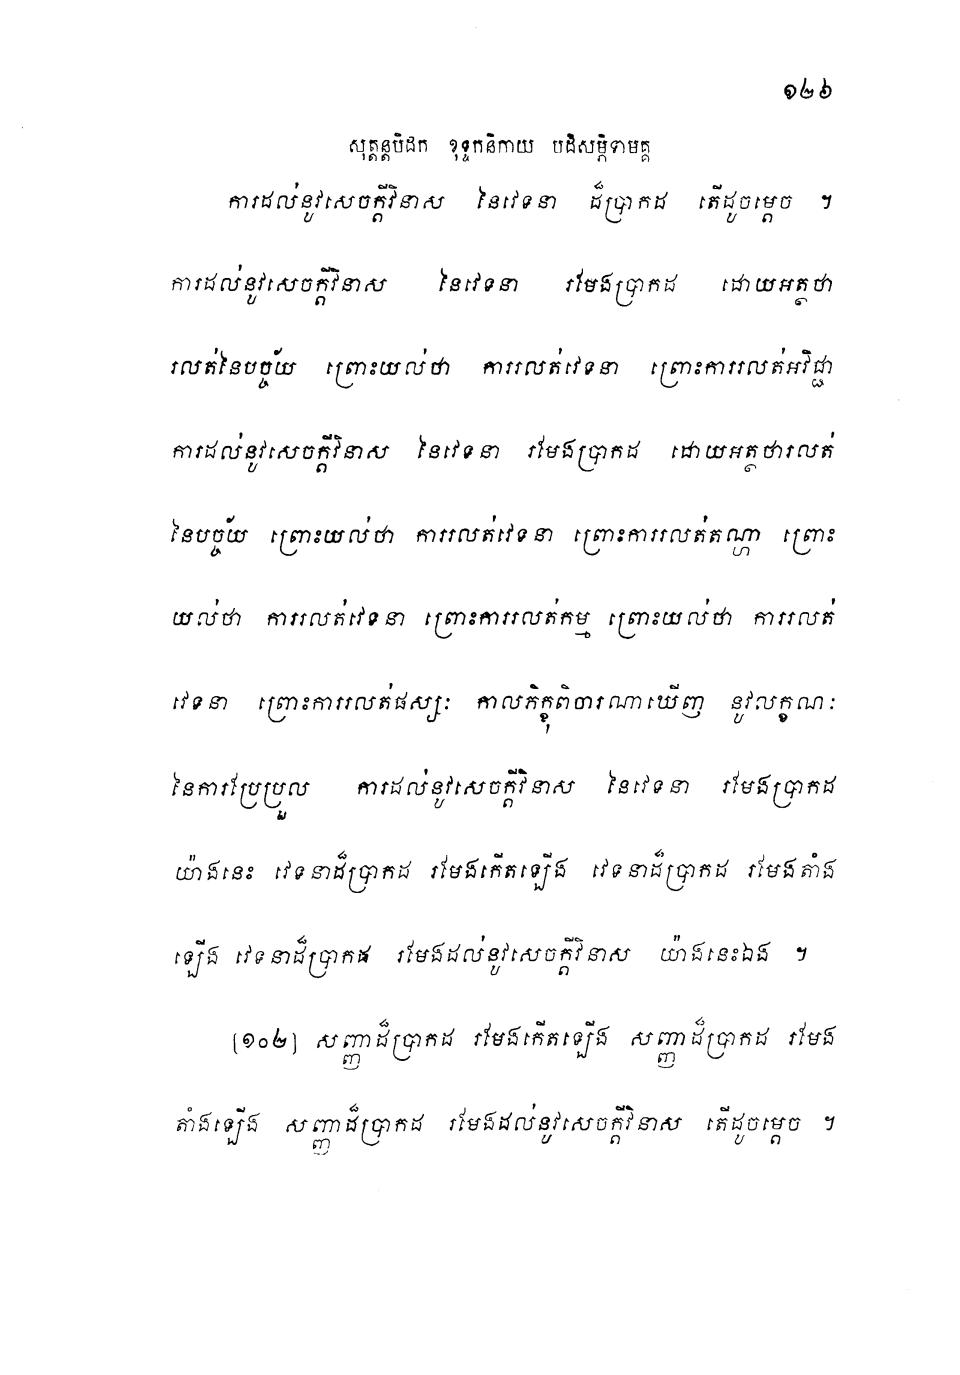 ១២៦
សុត្តន្តបិដក ខុទ្ទកនិកាយ បដិសម្ភិទាមគ្គ
ការដល់នូវសេចក្តីវិនាស នៃវេទនា ដ៏ប្រាកដ តើដូចម្តេច ។
ការដល់នូវសេចក្តីវិនាស នៃវេទនា រមែងប្រាកដ ដោយអត្ថថា
រលត់នៃបច្ច័យ ព្រោះយល់ថា ការរលត់វេទនា ព្រោះការរលត់អវិជ្ជា
ការដល់នូវសេចក្តីវិនាស នៃវេទនា រមែងប្រាកដ ដោយអត្ថថារលត់
នៃបច្ច័យ ព្រោះយល់ថា ការរលត់វេទនា ព្រោះការរលត់តណ្ហា ព្រោះ
យល់ថា ការរលត់វេទនា ព្រោះការរលត់កម្ម ព្រោះយល់ថា ការរលត់
វេទនា ព្រោះការរលត់ផស្សៈ កាលភិក្ខុពិចារណាឃើញ នូវលក្ខណៈ
នៃការប្រែប្រួល ការដល់នូវសេចក្តីវិនាស នៃវេទនា រមែងប្រាកដ
យ៉ាងនេះ វេទនាដ៏ប្រាកដ រមែងកើតឡើង វេទនាដ៏ប្រាកដ រមែងតាំង
ឡើង វេទនាដ៏ប្រាកដ រមែងដល់នូវសេចក្តីវិនាស យ៉ាងនេះឯង ។
[១០២] សញ្ញាដ៏ប្រាកដ រមែងកើតឡើង សញ្ញាដ៏ប្រាកដ រមែង
តាំងឡើង សញ្ញាដ៏ប្រាកដ រមែងដល់នូវសេចក្តីវិនាស តើដូចម្តេច ។